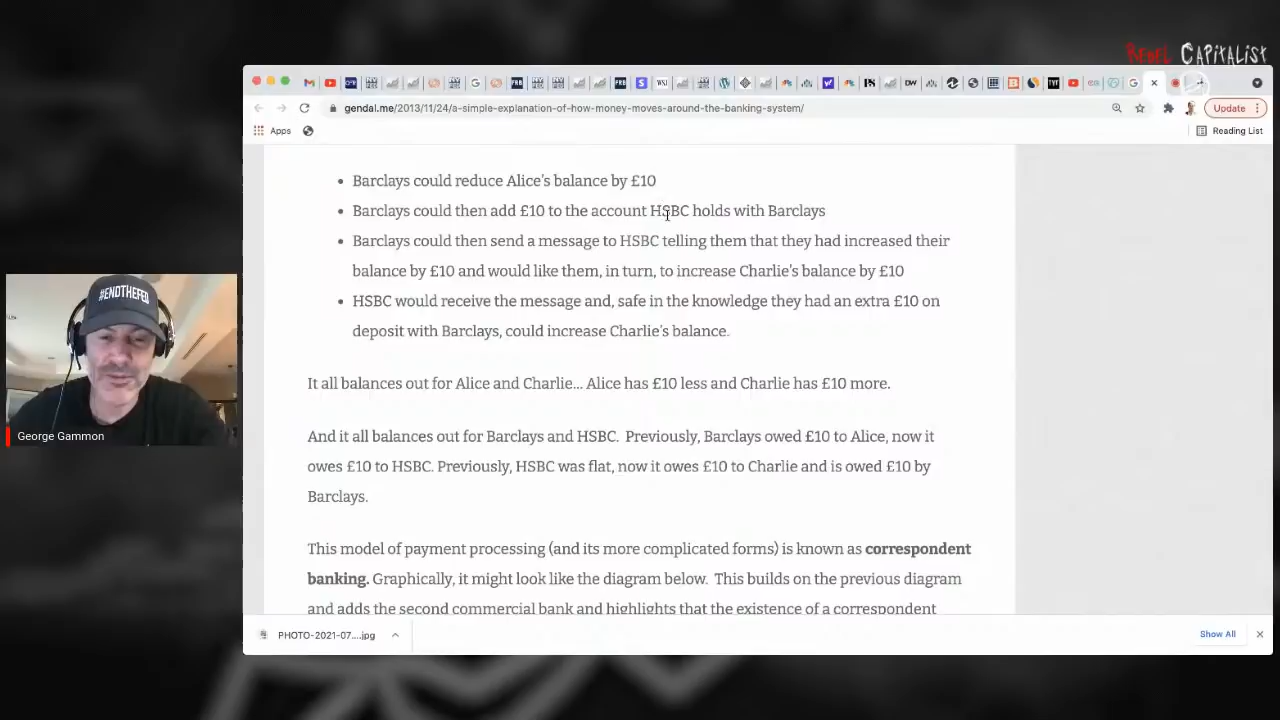 REBEL CAPITALIST
gendal.me/2013/11/24/a-simple-explanation-of-how-money-moves-around-the-banking-system/
Update
Apps
Reading List
Barclays could reduce Alice's balance by £10
Barclays could then add £10 to the account HSBC holds with Barclays
Barclays could then send a message to HSBC telling them that they had increased their
balance by £10 and would like them, in turn, to increase Charlie's balance by £10
HSBC would receive the message and, safe in the knowledge they had an extra £10 on
deposit with Barclays, could increase Charlie's balance.
It all balances out for Alice and Charlie... Alice has £10 less and Charlie has £10 more.
And it all balances out for Barclays and HSBC. Previously, Barclays owed £10 to Alice, now it
owes £10 to HSBC. Previously, HSBC was flat, now it owes £10 to Charlie and is owed £10 by
Barclays.
This model of payment processing (and its more complicated forms) is known as correspondent
banking. Graphically, it might look like the diagram below. This builds on the previous diagram
and adds the second commercial bank and highlights that the existence of a correspondent
#ENDTHEFED
George Gammon
PHOTO-2021-07....jpg
Show All